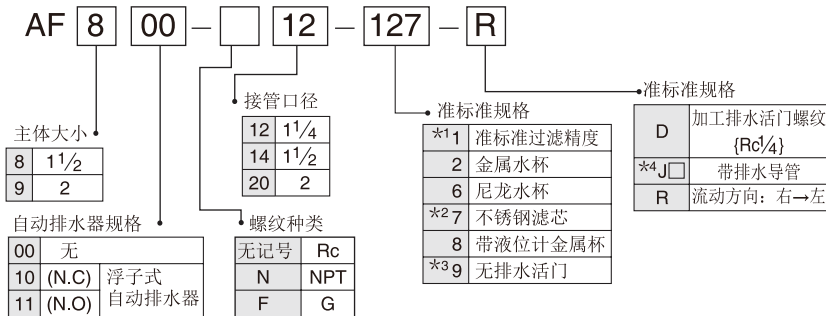 AF 8 00 – □ 12 – 127 – R
主体大小
8 1 1/2
9 2
自动排水器规格
00 无
10 (N.C) 浮子式
11 (N.O) 自动排水器
接管口径
12 1 1/4
14 1 1/2
20 2
螺纹种类
无记号 Rc
N NPT
F G
准标准规格
*1 1 准标准过滤精度
2 金属水杯
6 尼龙水杯
*2 7 不锈钢滤芯
8 带液位计金属杯
*3 9 无排水活门
准标准规格
D 加工排水活门螺纹
{Rc1/4}
*4 J□ 带排水导管
R 流动方向：右→左